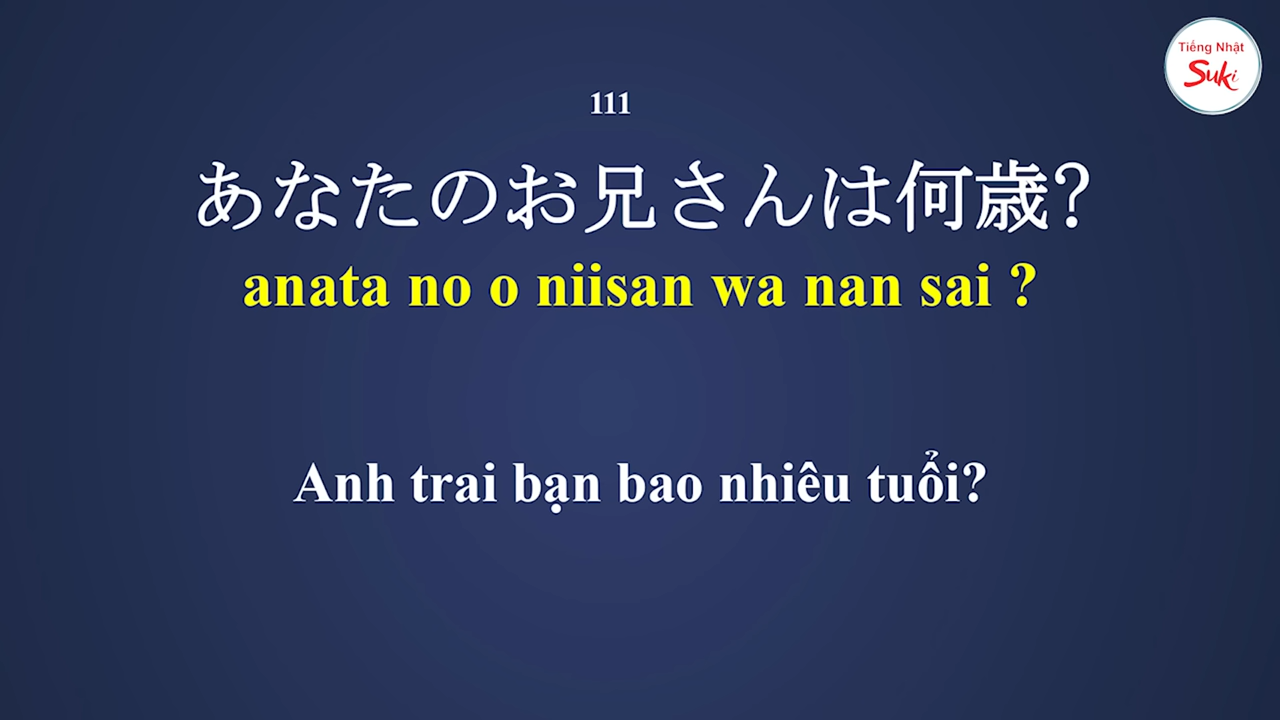 Tiếng Nhật
Suki
111
あなたのお兄さんは何歳?
anata no o niisan wa nan sai ?
Anh trai bạn bao nhiêu tuổi?